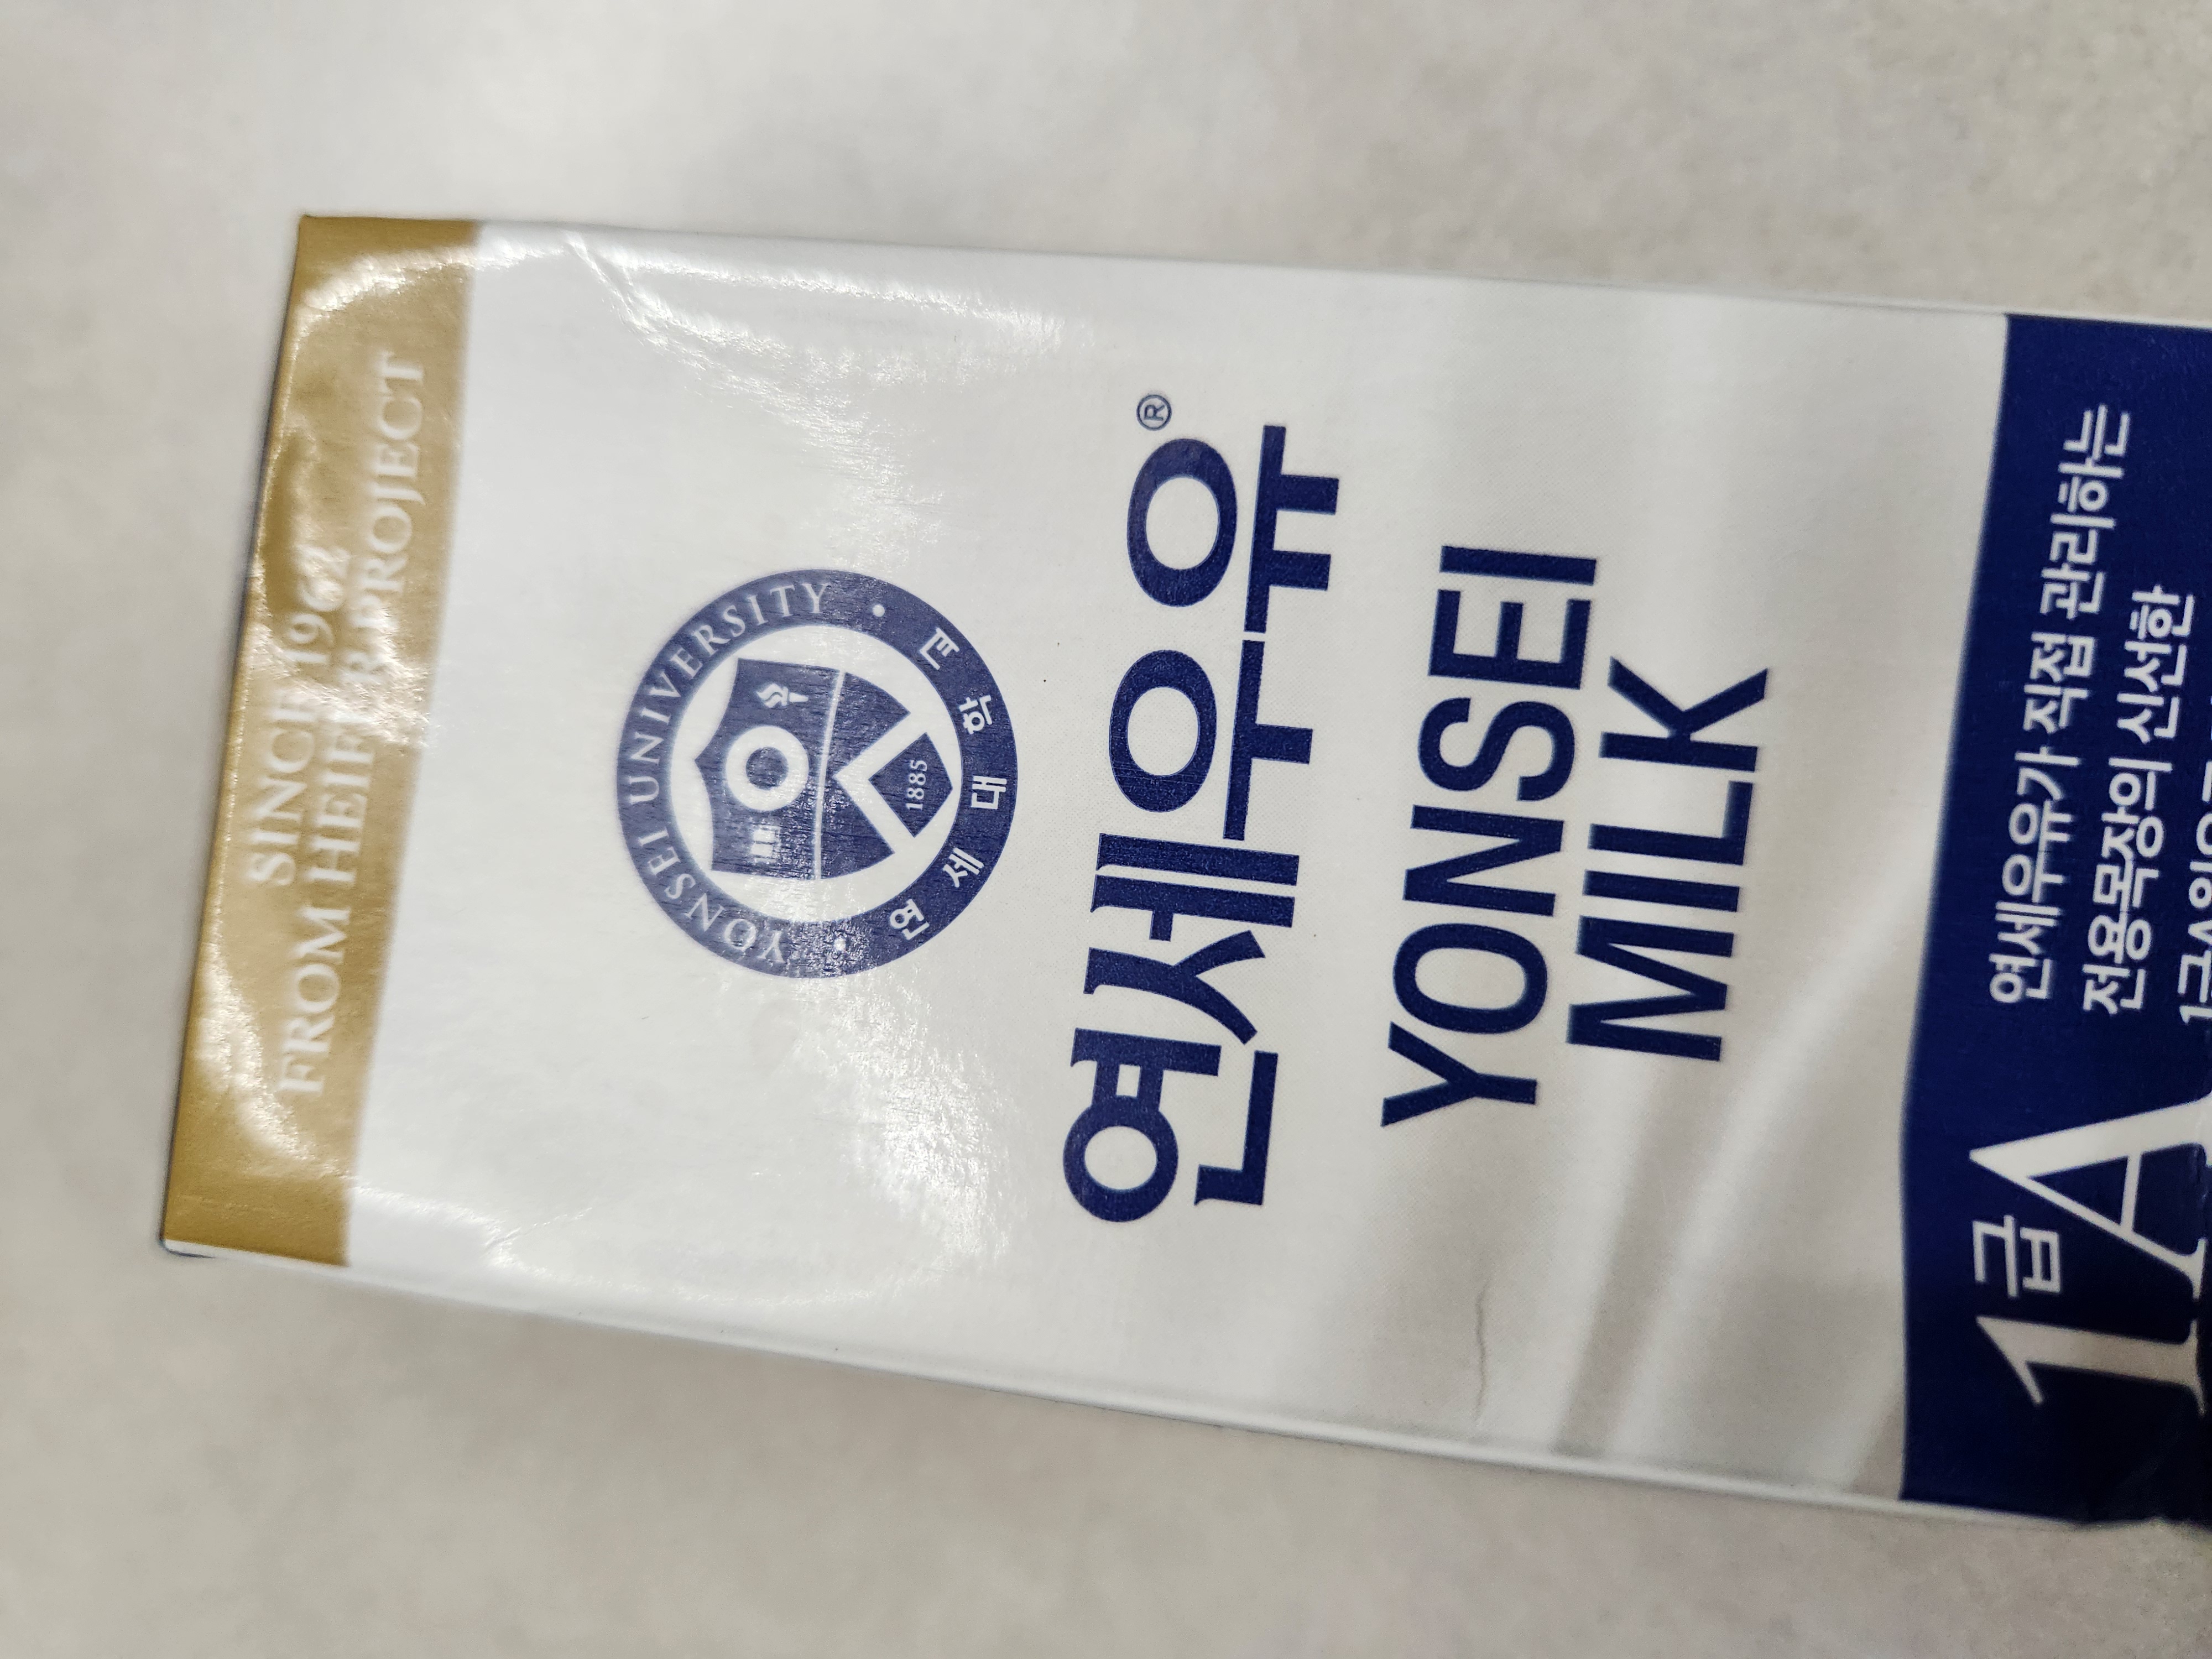 SINCE 1962
FROM HEIFER PROJECT
YONSEI UNIVERSITY
연세대학교
1885
연세우유®
YONSEI
MILK
1급A
연세우유가 직접 관리하는
전용목장의 신선한